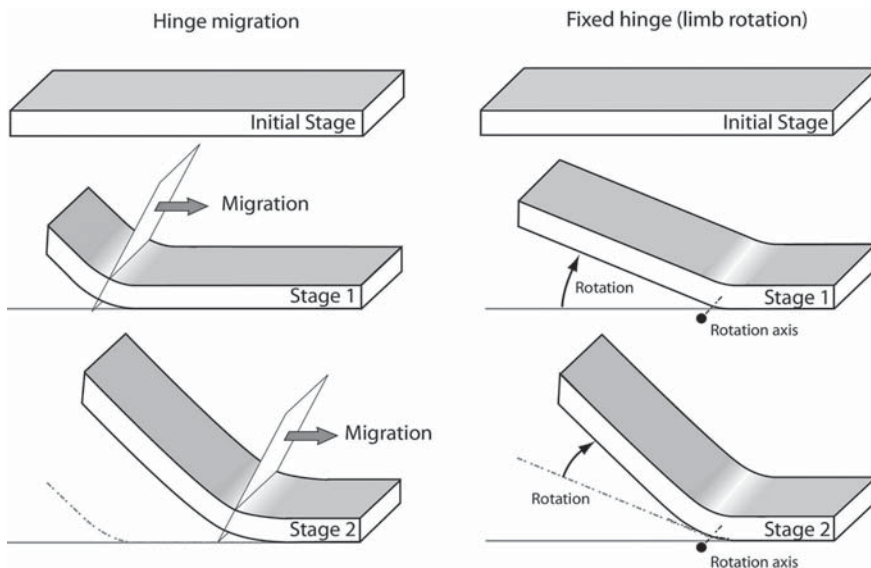 Hinge migration
Initial Stage
Migration
Stage 1
Migration
Stage 2
Fixed hinge (limb rotation)
Initial Stage
Rotation
Stage 1
Rotation axis
Rotation
Stage 2
Rotation axis